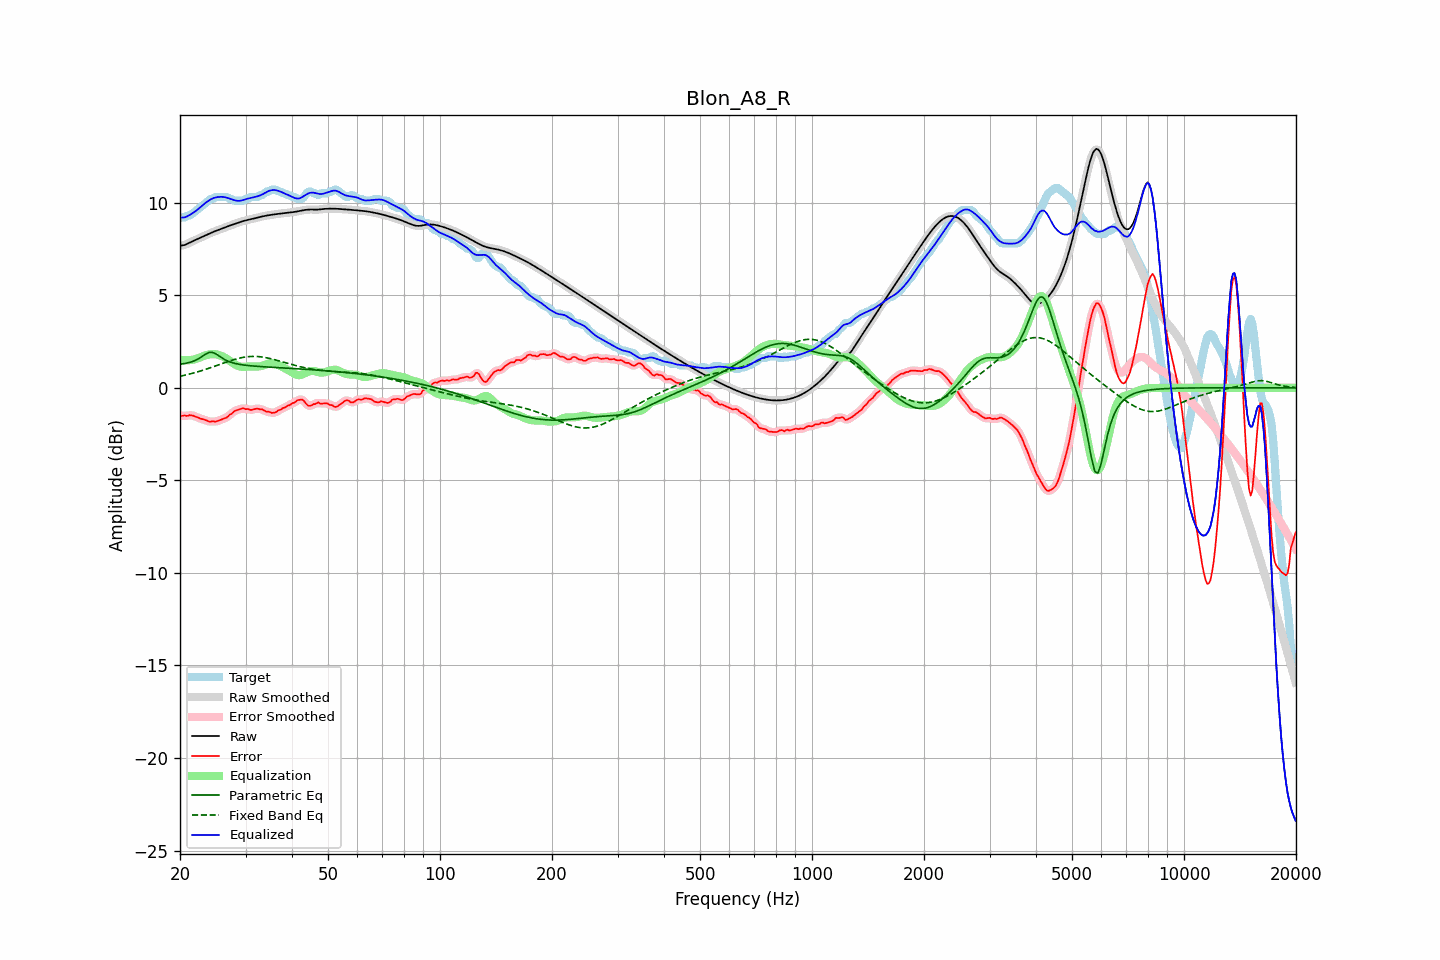 Blon_A8_R
Amplitude (dBr)
10
5
0
−5
−10
−15
−20
−25
Target
Raw Smoothed
Error Smoothed
Raw
Error
Equalization
Parametric Eq
Fixed Band Eq
Equalized
20 50 100 200 500 1000 2000 5000 10000 20000
Frequency (Hz)